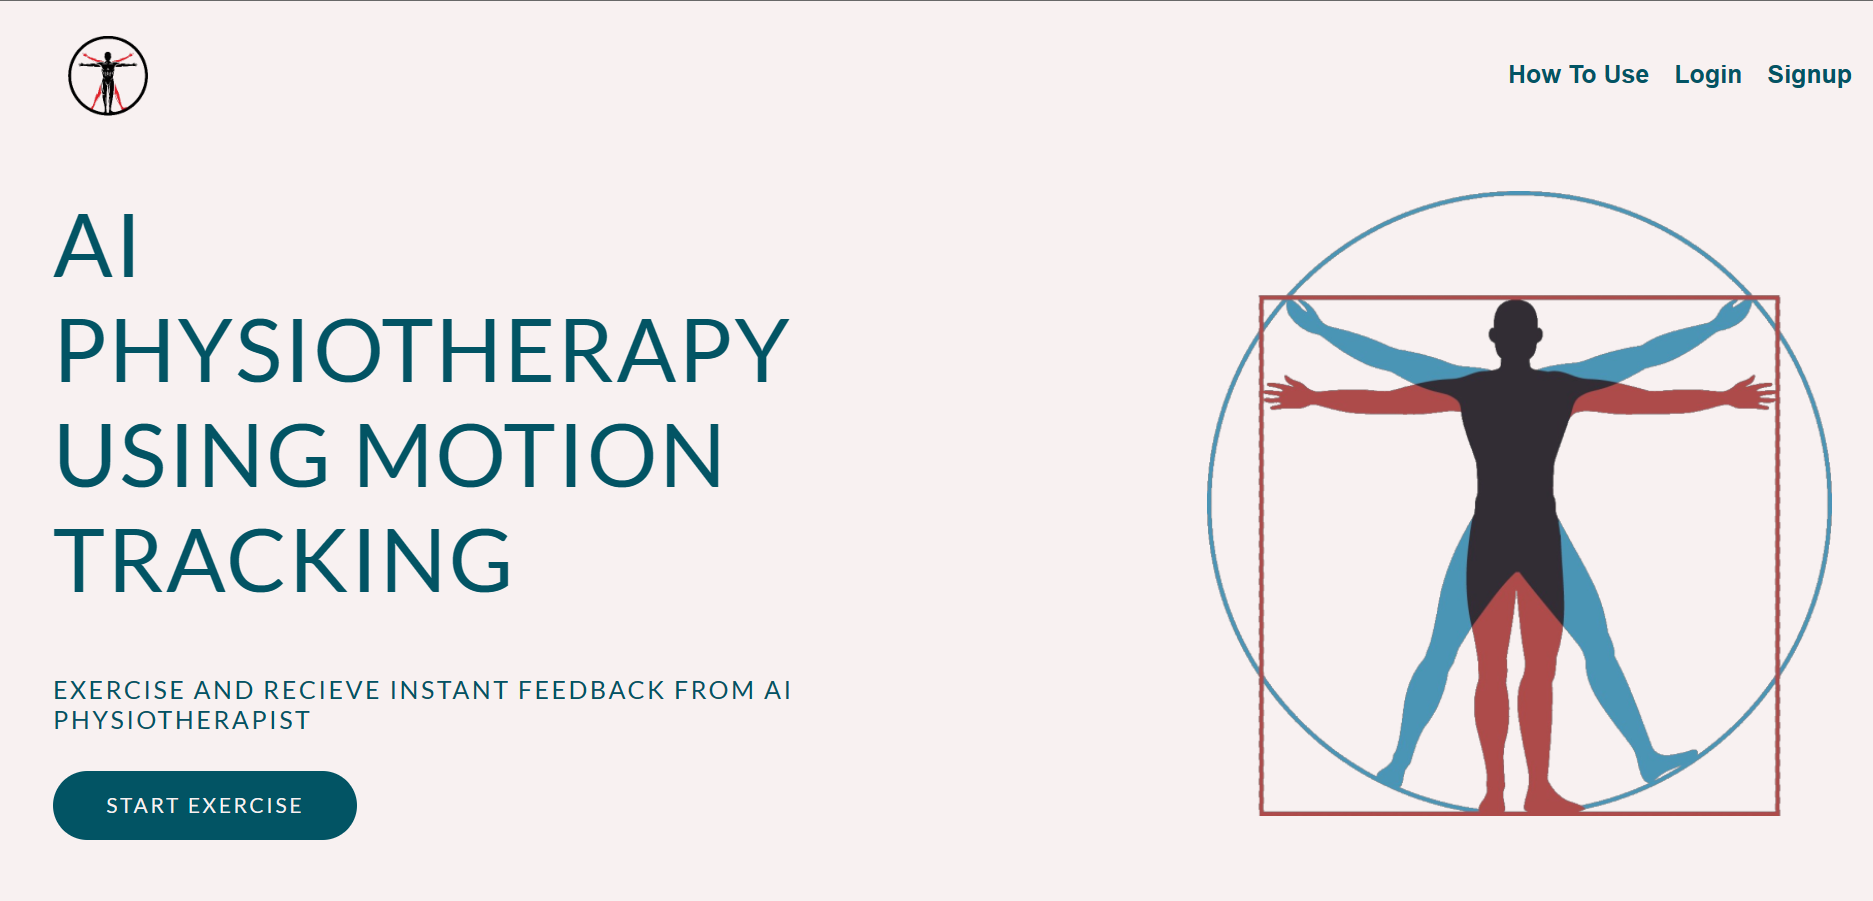 How To Use Login Signup
AI
PHYSIOTHERAPY
USING MOTION
TRACKING
EXERCISE AND RECIEVE INSTANT FEEDBACK FROM AI
PHYSIOTHERAPIST
START EXERCISE